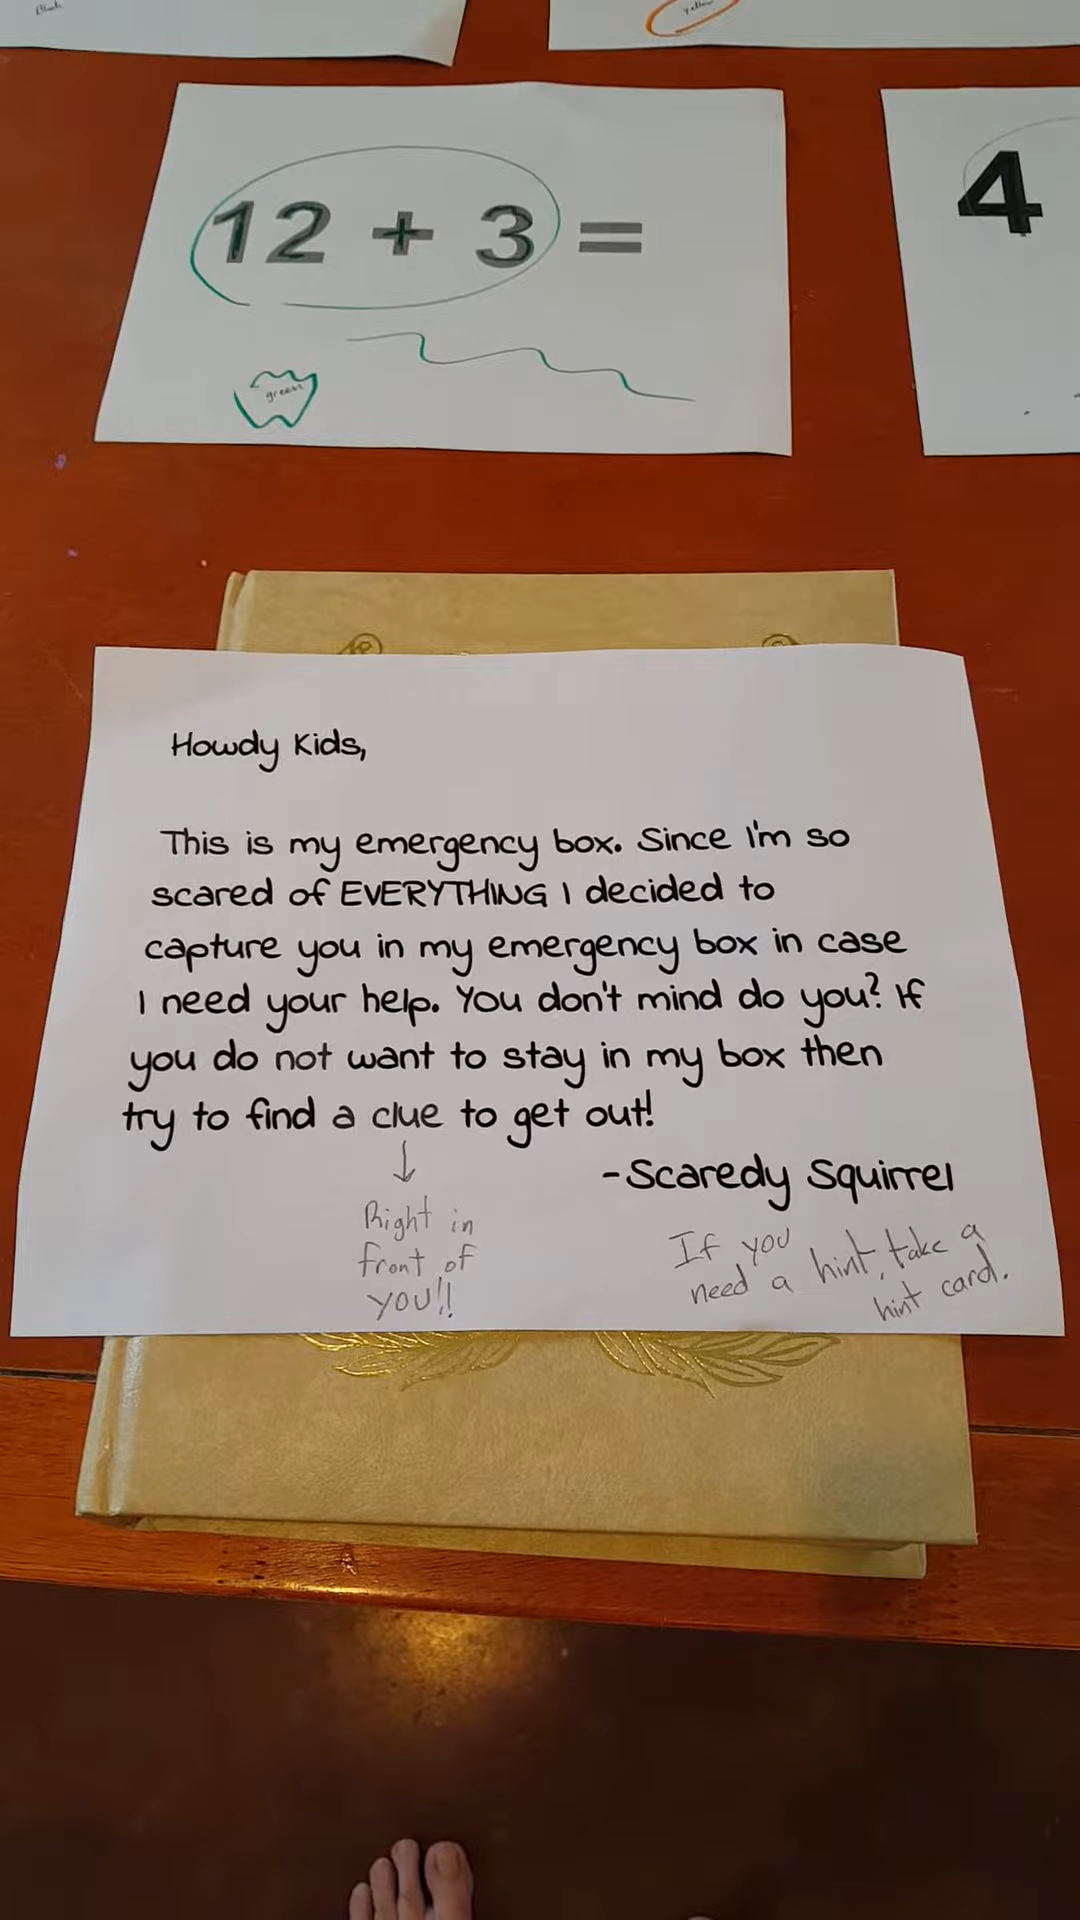 Black
Yellow
12 + 3 =
4
green
Howdy Kids,
This is my emergency box. Since I'm so
scared of EVERYTHING I decided to
capture you in my emergency box in case
I need your help. You don't mind do you? If
you do not want to stay in my box then
try to find a clue to get out!
-Scaredy Squirrel
Right in
front of
you!!
If you
need a hint, take a
hint card.